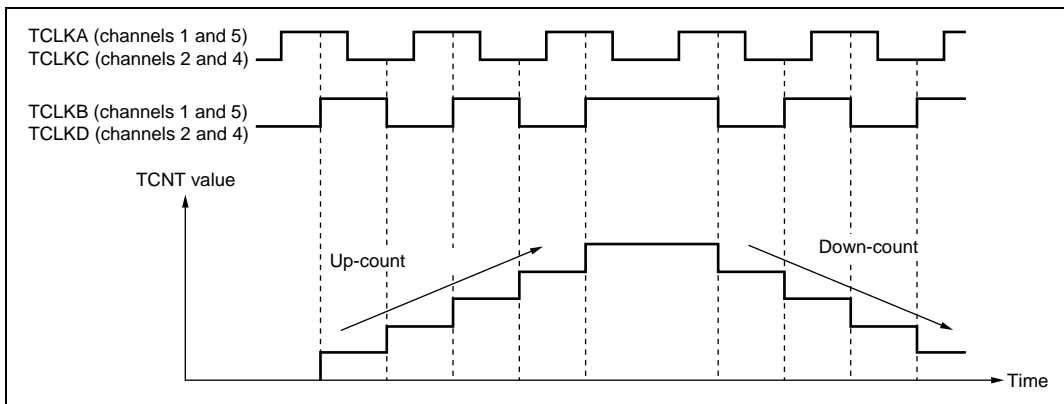 TCLKA (channels 1 and 5)
TCLKC (channels 2 and 4)
TCLKB (channels 1 and 5)
TCLKD (channels 2 and 4)
TCNT value
Up-count
Down-count
Time